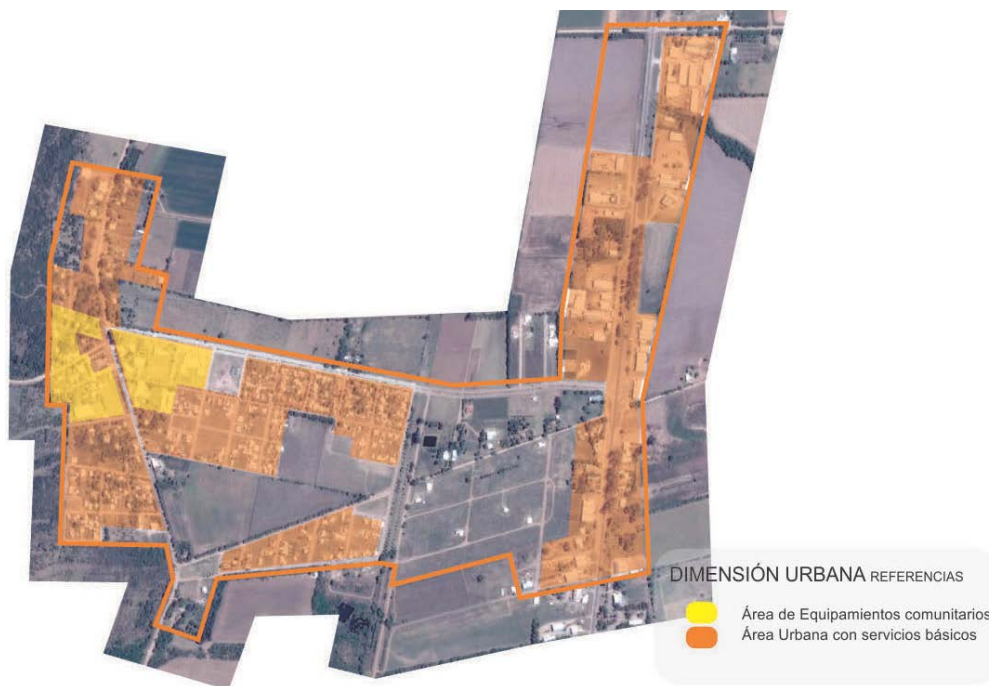 DIMENSIÓN URBANA REFERENCIAS
Área de Equipamientos comunitarios
Área Urbana con servicios básicos